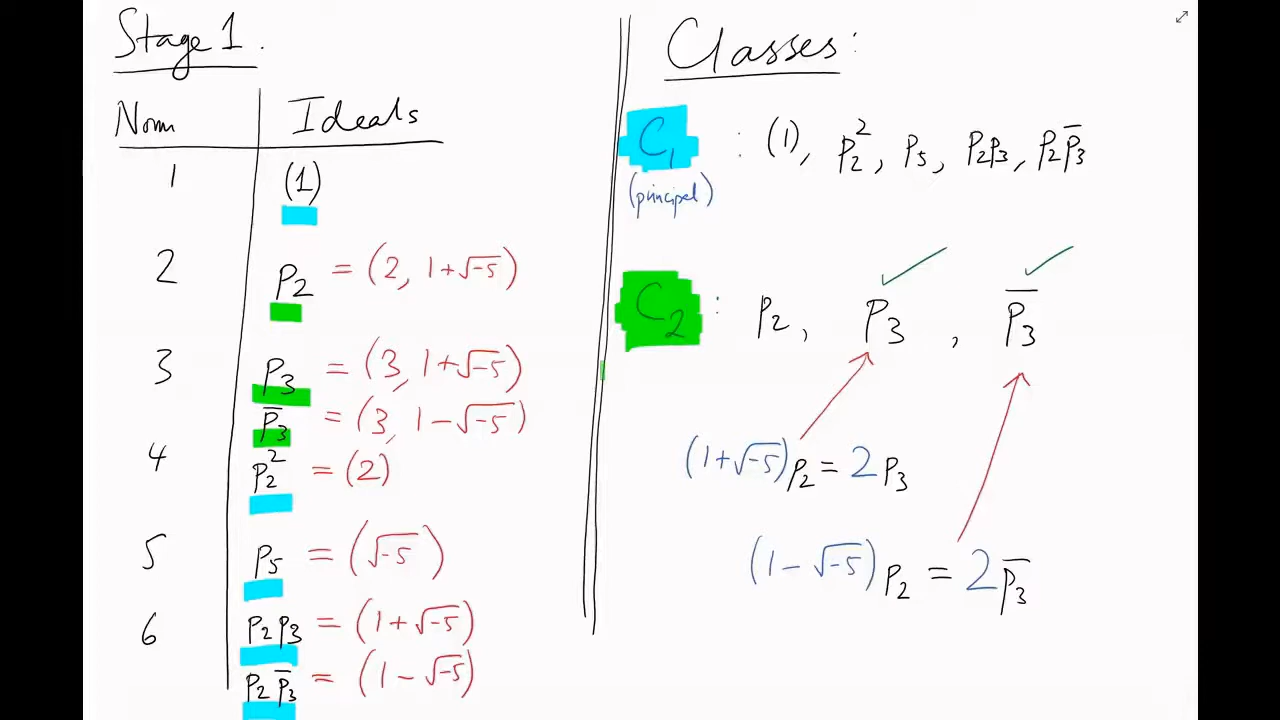 Stage 1.
Norm Ideals
1 (1)
2 p₂ = (2, 1+√-5)
3 p₃ = (3, 1+√-5)
p̄₃ = (3, 1-√-5)
4 p₂² = (2)
5 p₅ = (√-5)
6 p₂p₃ = (1+√-5)
p₂p̄₃ = (1-√-5)
Classes:
C₁ : (1), p₂², p₅, p₂p₃, p₂p̄₃
(principal)
C₂ : p₂, p₃, p̄₃
(1+√-5)p₂ = 2p₃
(1-√-5)p₂ = 2p̄₃